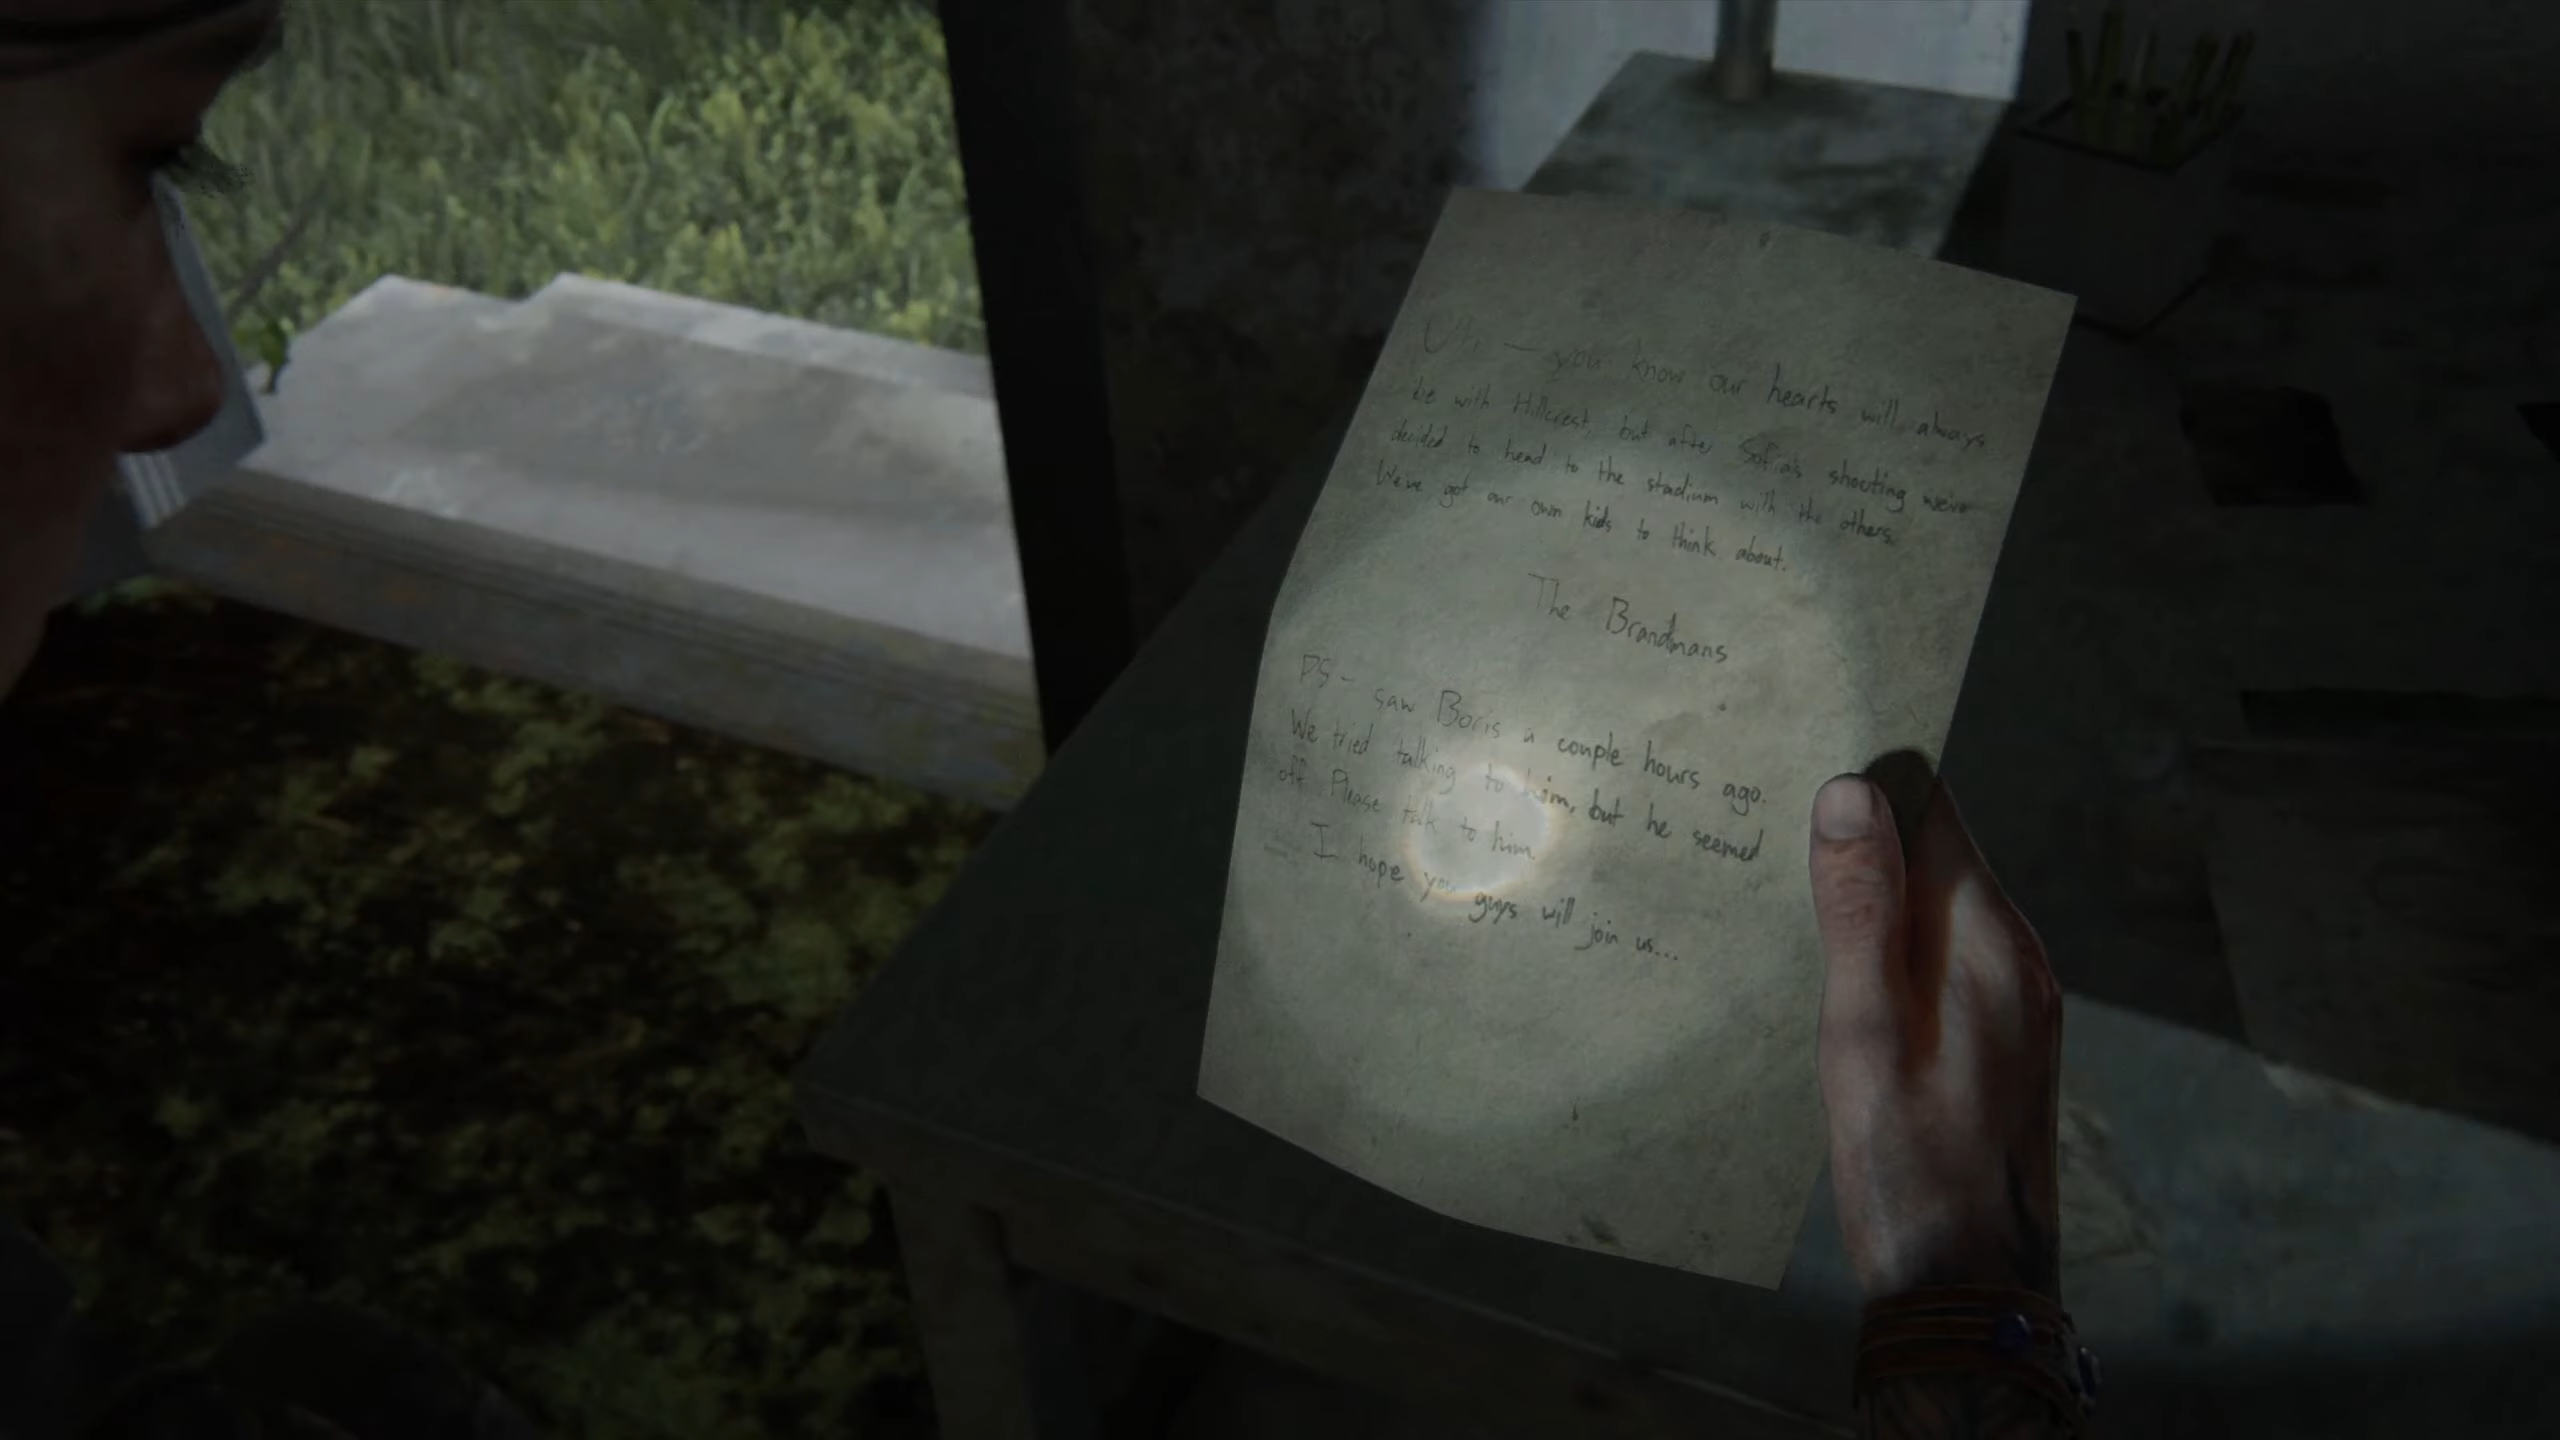 Uri — you know our hearts will always
die with Hillcrest, but after Sofia's shooting we've
decided to head to the stadium with the others.
We've got our own kids to think about.
The Brandmans
PS - saw Boris a couple hours ago.
We tried talking to him, but he seemed
off. Please talk to him.
I hope you guys will join us...